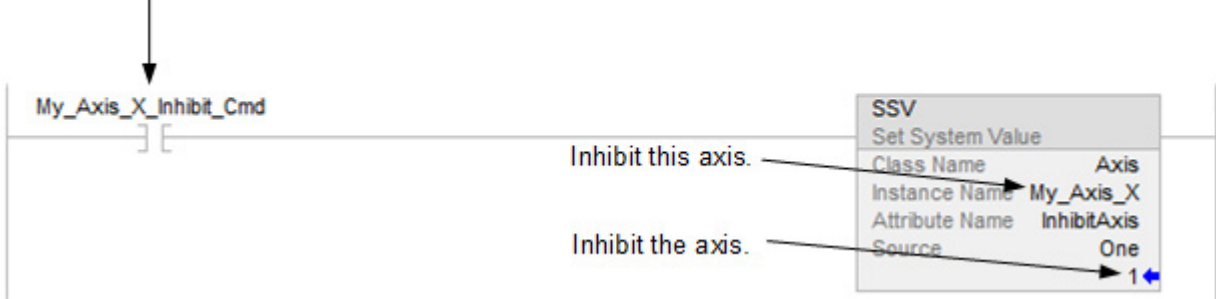 My_Axis_X_Inhibit_Cmd
SSV
Set System Value
Inhibit this axis.
Class Name Axis
Instance Name My_Axis_X
Attribute Name InhibitAxis
Inhibit the axis.
Source One
1